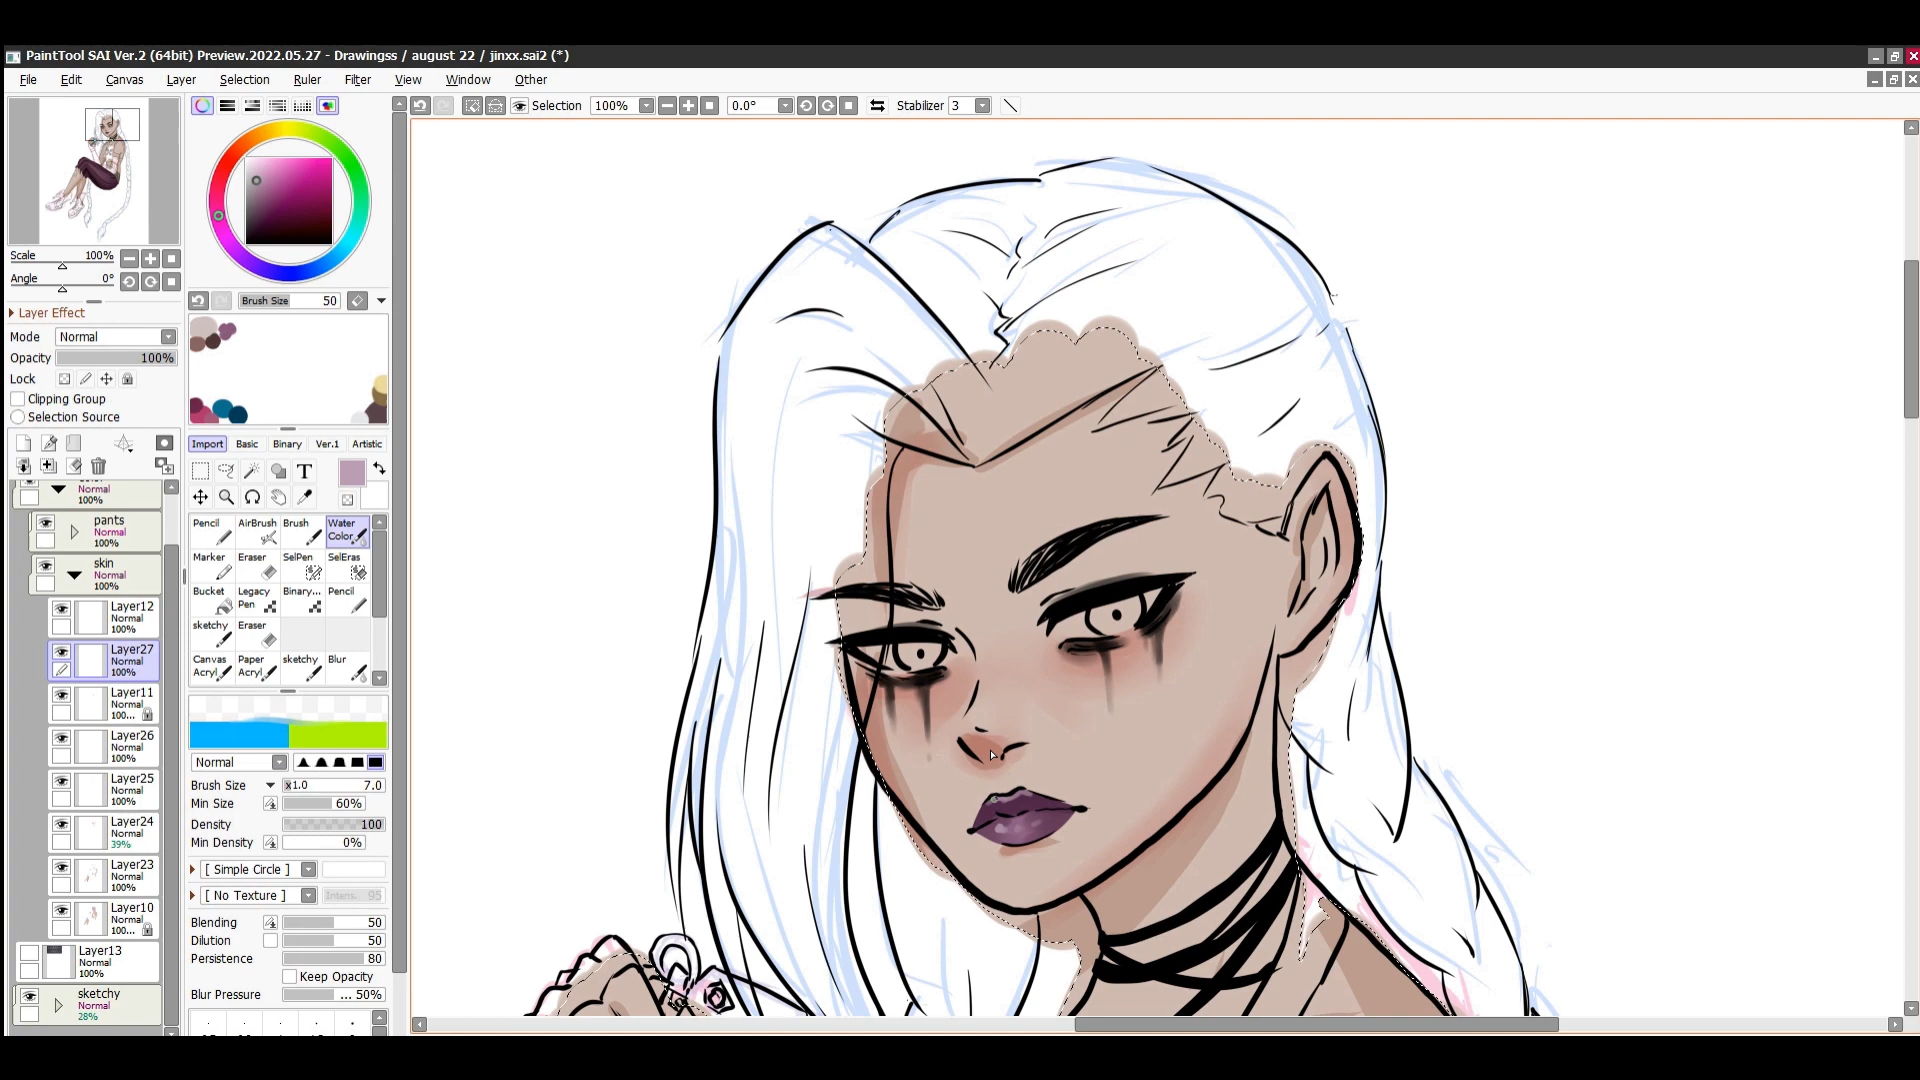 PaintTool SAI Ver.2 (64bit) Preview.2022.05.27 - Drawingss / august 22 / jinxx.sai2 (*)
File Edit Canvas Layer Selection Ruler Filter View Window Other
Selection 100% 0.0° Stabilizer 3
Scale 100%
Angle 0°
Layer Effect
Mode Normal
Opacity 100%
Lock
Clipping Group
Selection Source
Normal
100%
pants
Normal
100%
skin
Normal
100%
Layer12
Normal
100%
Layer27
Normal
100%
Layer11
Normal
100...
Layer26
Normal
100%
Layer25
Normal
100%
Layer24
Normal
39%
Layer23
Normal
100%
Layer10
Normal
100...
Layer13
Normal
100%
sketchy
Normal
28%
Brush Size 50
Import Basic Binary Ver.1 Artistic
T
Pencil AirBrush Brush Water Color
Marker Eraser SelPen SelEras
Bucket Legacy Pen Binary... Pencil
sketchy Eraser
Canvas Acryl Paper Acryl sketchy Blur
Normal
Brush Size x1.0 7.0
Min Size 60%
Density 100
Min Density 0%
[ Simple Circle ]
[ No Texture ] Intens. 95
Blending 50
Dilution 50
Persistence 80
Keep Opacity
Blur Pressure ... 50%